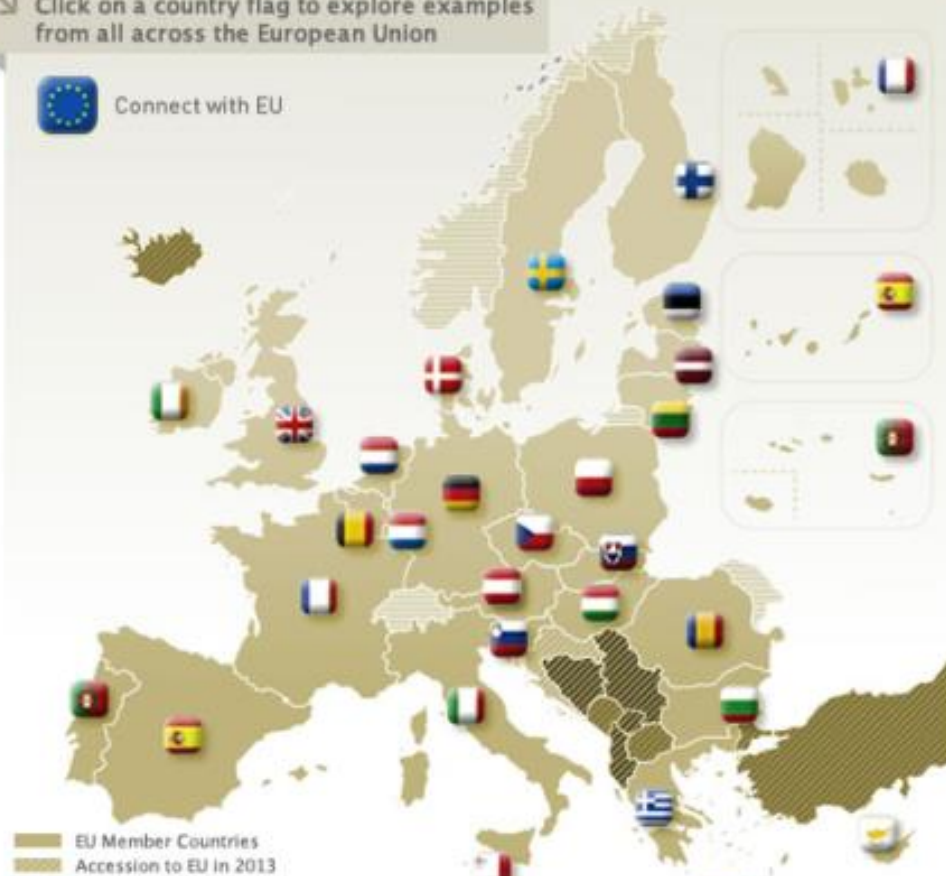 Click on a country flag to explore examples
from all across the European Union
Connect with EU
EU Member Countries
Accession to EU in 2013